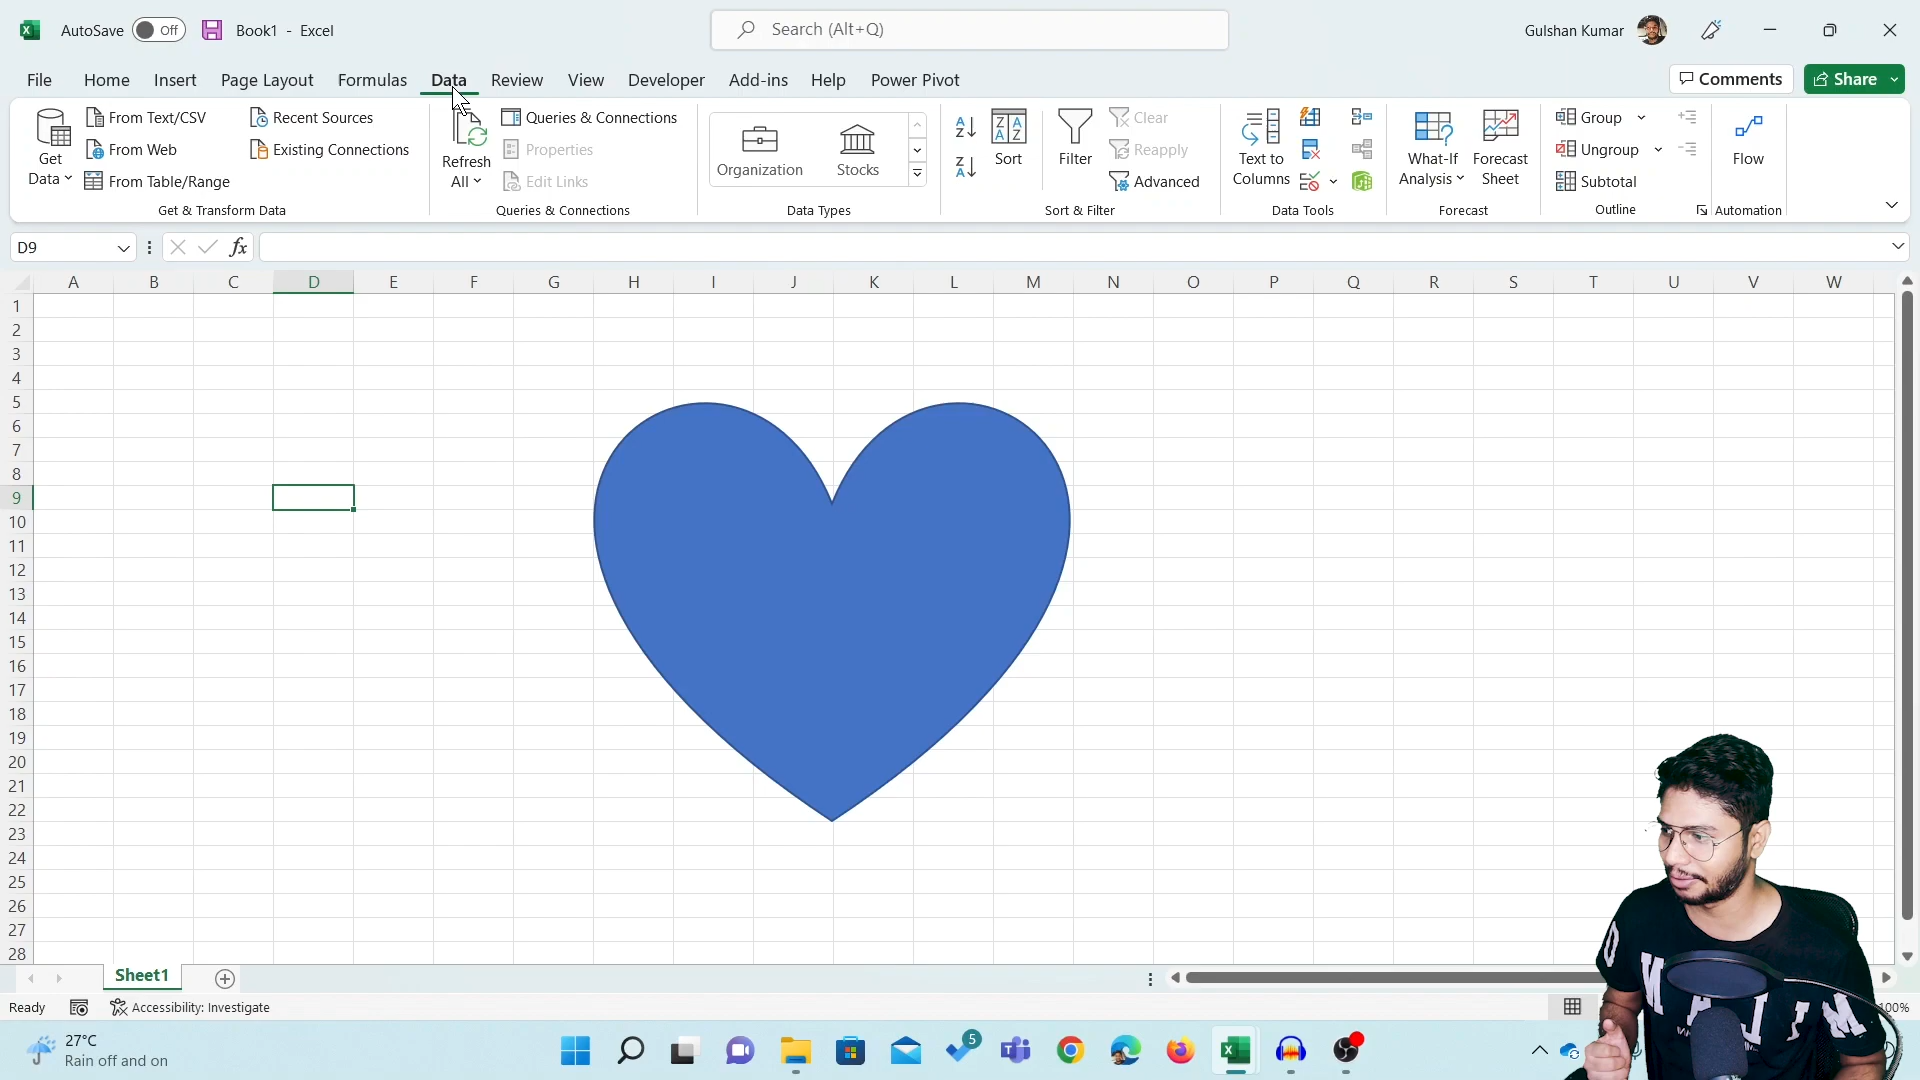 AutoSave Off Book1 - Excel Search (Alt+Q) Gulshan Kumar
File Home Insert Page Layout Formulas Data Review View Developer Add-ins Help Power Pivot Comments Share
Get Data
From Text/CSV
From Web
From Table/Range
Recent Sources
Existing Connections
Get & Transform Data
Refresh All
Queries & Connections
Properties
Edit Links
Queries & Connections
Organization
Stocks
Data Types
Sort
Filter
Clear
Reapply
Advanced
Sort & Filter
Text to Columns
Data Tools
What-If Analysis
Forecast Sheet
Forecast
Group
Ungroup
Subtotal
Outline
Flow
Automation
D9 fx
A B C D E F G H I J K L M N O P Q R S T U V W
1
2
3
4
5
6
7
8
9
10
11
12
13
14
15
16
17
18
19
20
21
22
23
24
25
26
27
28
Sheet1
Ready Accessibility: Investigate 100%
27°C
Rain off and on
5